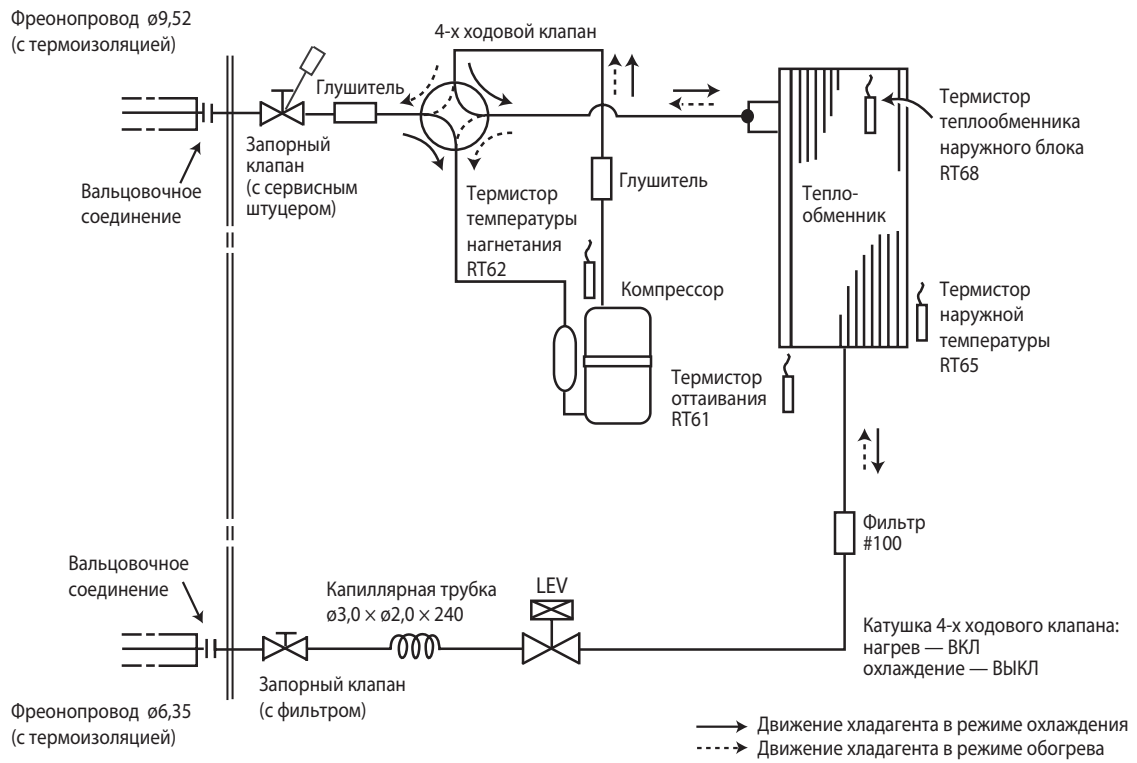 Фреонопровод ø9,52
(с термоизоляцией)
4-х ходовой клапан
Глушитель
Запорный
клапан
(с сервисным
штуцером)
Вальцовочное
соединение
Термистор
температуры
нагнетания
RT62
Глушитель
Компрессор
Тепло-
обменник
Термистор
теплообменника
наружного блока
RT68
Термистор
наружной
температуры
RT65
Термистор
оттаивания
RT61
Фильтр
#100
Вальцовочное
соединение
Капиллярная трубка
ø3,0 × ø2,0 × 240
LEV
Запорный клапан
(с фильтром)
Фреонопровод ø6,35
(с термоизоляцией)
Катушка 4-х ходового клапана:
нагрев — ВКЛ
охлаждение — ВЫКЛ
Движение хладагента в режиме охлаждения
Движение хладагента в режиме обогрева